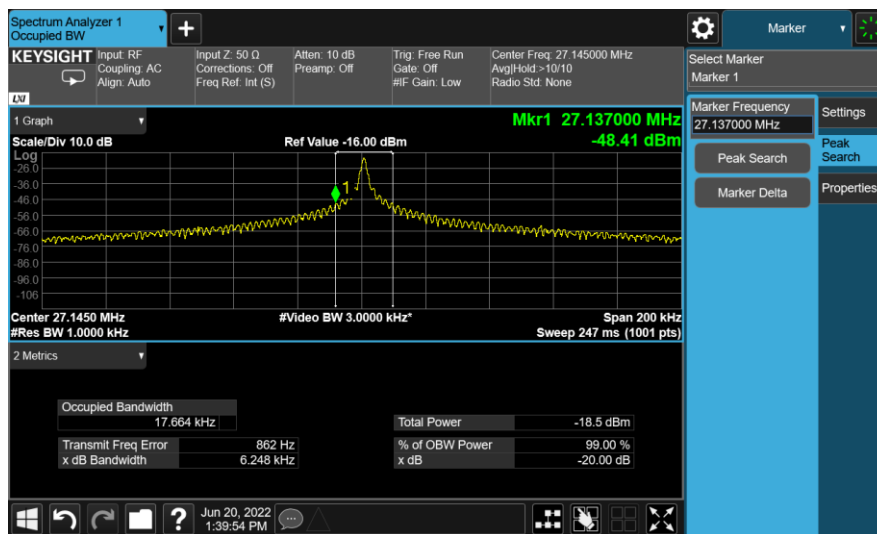 Spectrum Analyzer 1
Occupied BW
Marker
KEYSIGHT
LXI
Input: RF
Coupling: AC
Align: Auto
Input Z: 50 Ω
Corrections: Off
Freq Ref: Int (S)
Atten: 10 dB
Preamp: Off
Trig: Free Run
Gate: Off
#IF Gain: Low
Center Freq: 27.145000 MHz
Avg|Hold:>10/10
Radio Std: None
Select Marker
Marker 1
Marker Frequency
27.137000 MHz
Peak Search
Marker Delta
Settings
Peak
Search
Properties
1 Graph
Mkr1 27.137000 MHz
Scale/Div 10.0 dB
Ref Value -16.00 dBm
-48.41 dBm
Log
-26.0
-36.0
-46.0
-56.0
-66.0
-76.0
-86.0
-96.0
-106
1
Center 27.1450 MHz
#Video BW 3.0000 kHz*
Span 200 kHz
#Res BW 1.0000 kHz
Sweep 247 ms (1001 pts)
2 Metrics
Occupied Bandwidth
17.664 kHz
Total Power -18.5 dBm
Transmit Freq Error 862 Hz
% of OBW Power 99.00 %
x dB Bandwidth 6.248 kHz
x dB -20.00 dB
?
Jun 20, 2022
1:39:54 PM